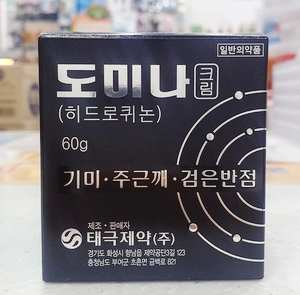 일반의약품
도미나 크림
(히드로퀴논)
60g
기미·주근깨·검은반점
제조·판매자
태극제약(주)
경기도 화성시 향남읍 제약공단3길 123
충청남도 부여군 초촌면 금백로 821